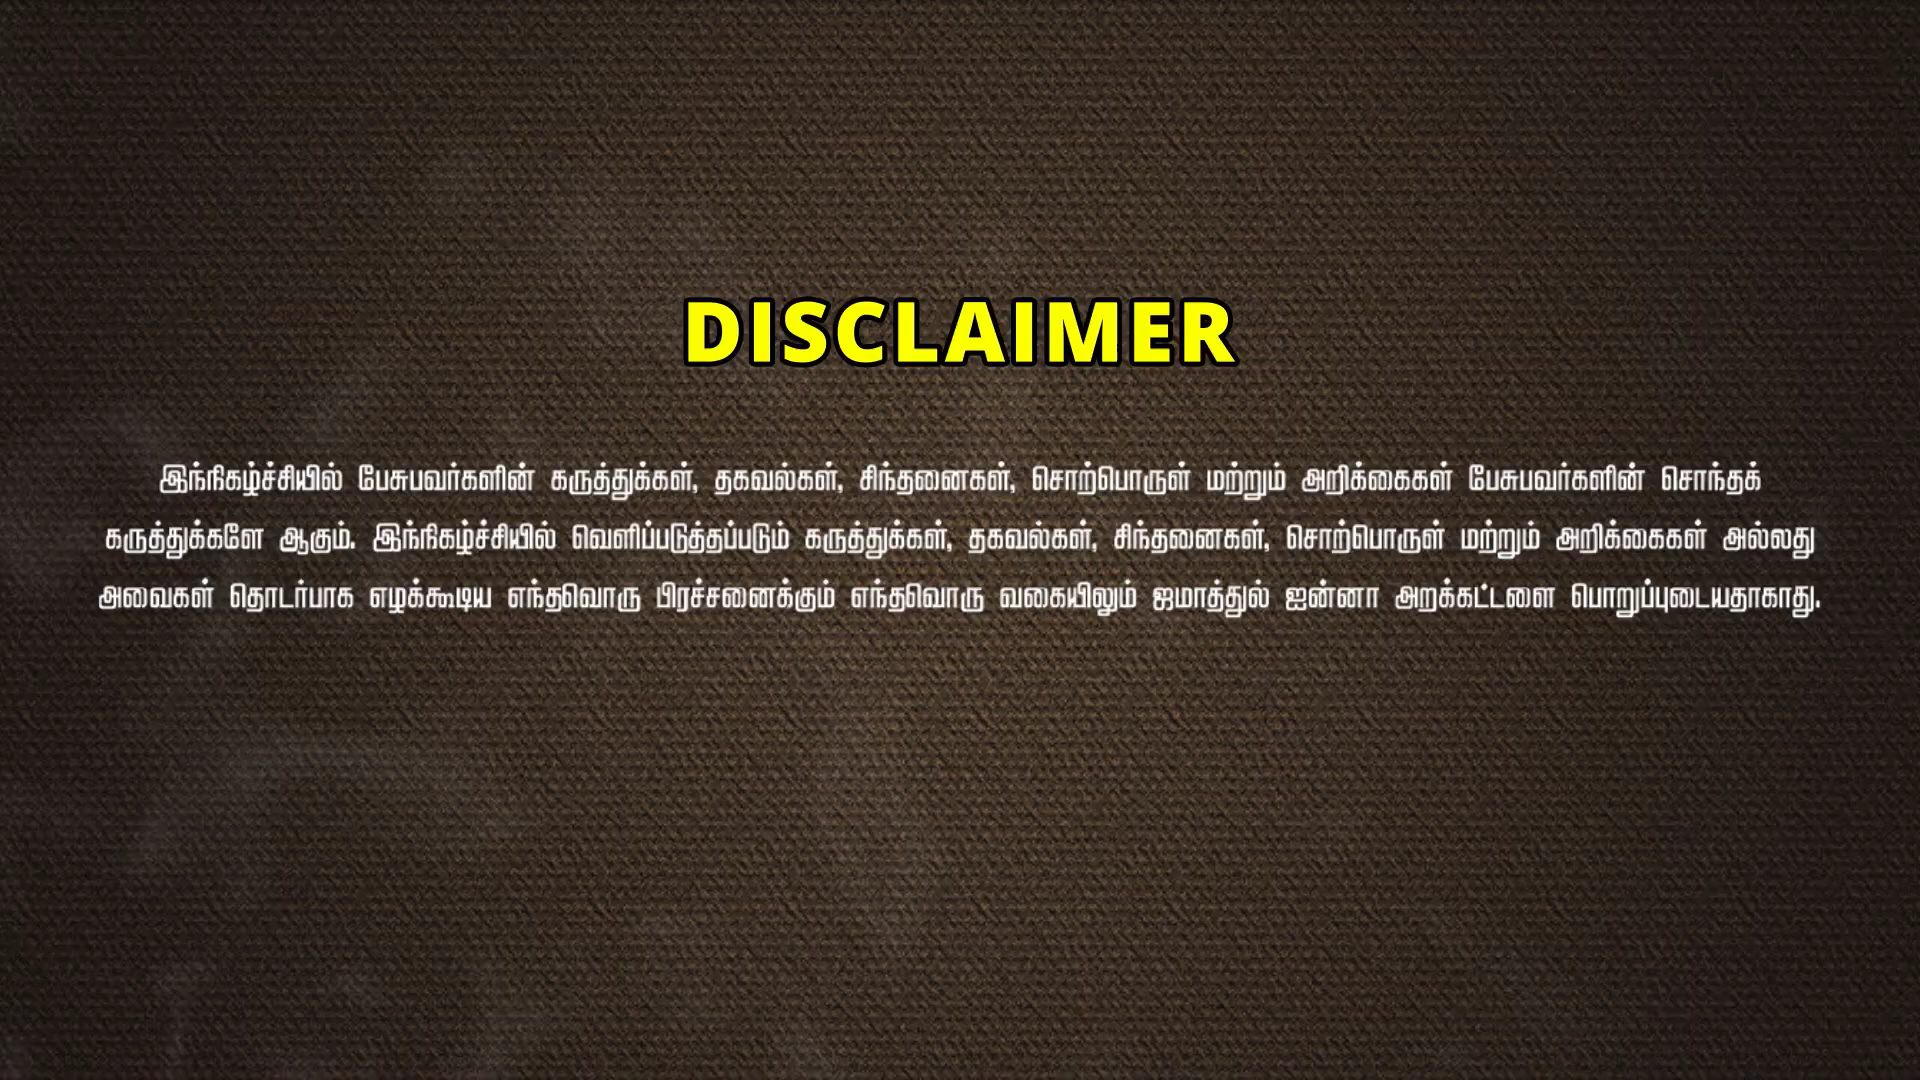 DISCLAIMER
இந்நிகழ்ச்சியில் பேசுபவர்களின் கருத்துக்கள், தகவல்கள், சிந்தனைகள், சொற்பொருள் மற்றும் அறிக்கைகள் பேசுபவர்களின் சொந்தக்
கருத்துக்களே ஆகும். இந்நிகழ்ச்சியில் வெளிப்படுத்தப்படும் கருத்துக்கள், தகவல்கள், சிந்தனைகள், சொற்பொருள் மற்றும் அறிக்கைகள் அல்லது
அவைகள் தொடர்பாக எழக்கூடிய எந்தவொரு பிரச்சனைக்கும் எந்தவொரு வகையிலும் ஜமாத்துல் ஐன்னா அறக்கட்டளை பொறுப்புடையதாகாது.